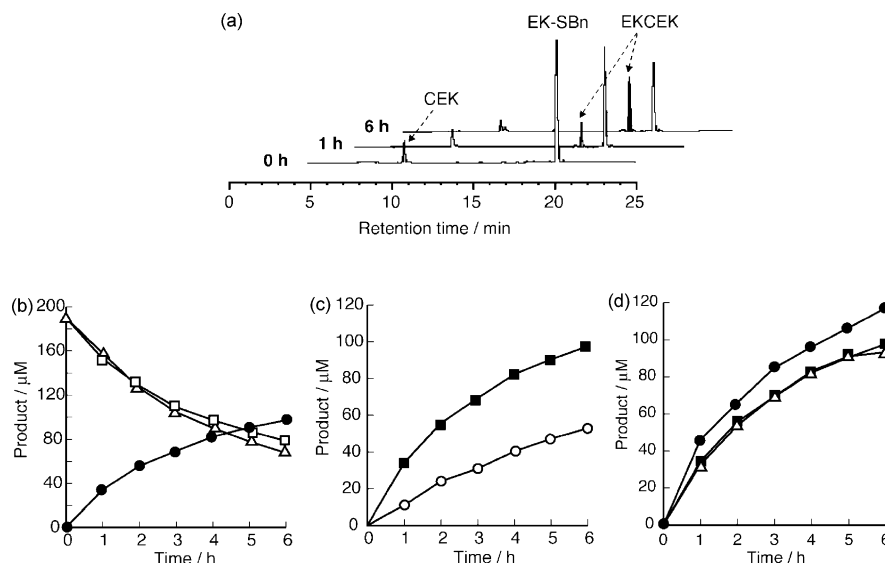 (a)
EK-SBn
EKCEK
CEK
6 h
1 h
0 h
0 5 10 15 20 25
Retention time / min
(b)
200
160
120
80
40
0
Product / μM
0 1 2 3 4 5 6
Time / h
(c)
120
100
80
60
40
20
0
Product / μM
0 1 2 3 4 5 6
Time / h
(d)
120
100
80
60
40
20
0
Product / μM
0 1 2 3 4 5 6
Time / h